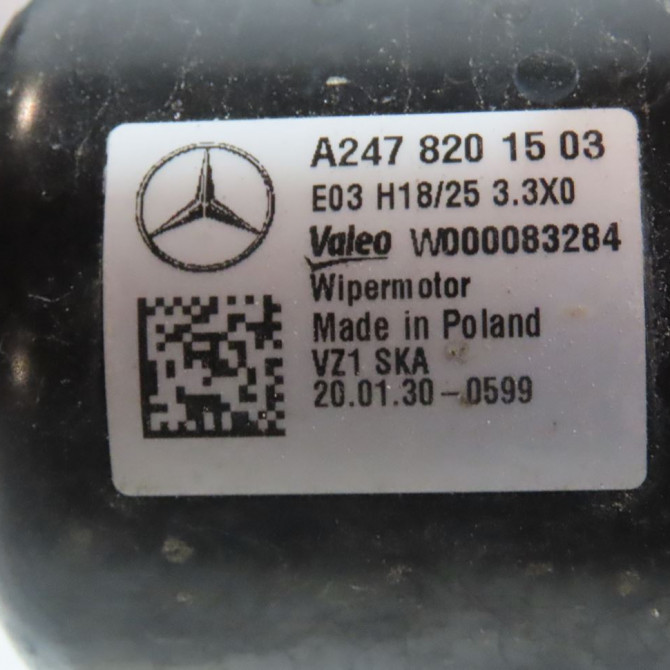 A247 820 15 03
E03 H18/25 3.3X0
Valeo W000083284
Wipermotor
Made in Poland
VZ1 SKA
20.01.30-0599